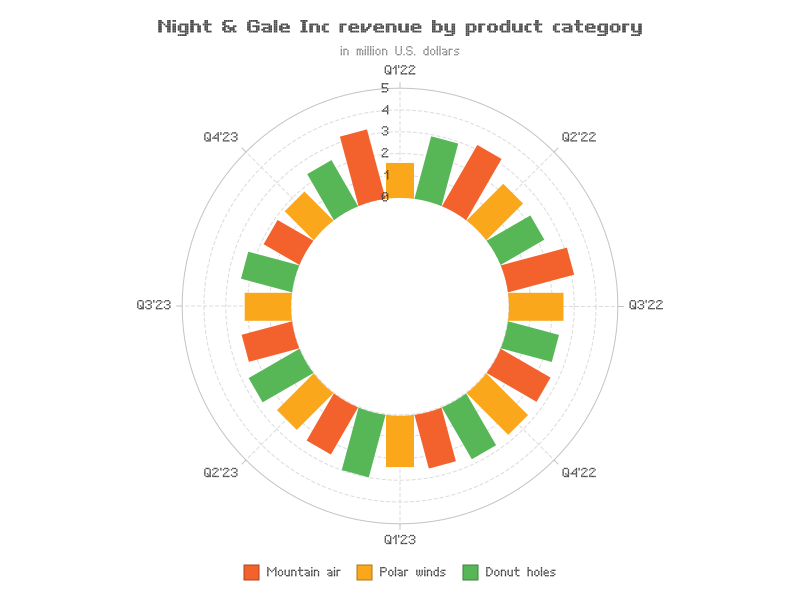 Night & Gale Inc revenue by product category
in million U.S. dollars
Q1'22
5
4
3
2
1
0
Q4'23
Q2'22
Q3'23
Q3'22
Q2'23
Q4'22
Q1'23
Mountain air
Polar winds
Donut holes